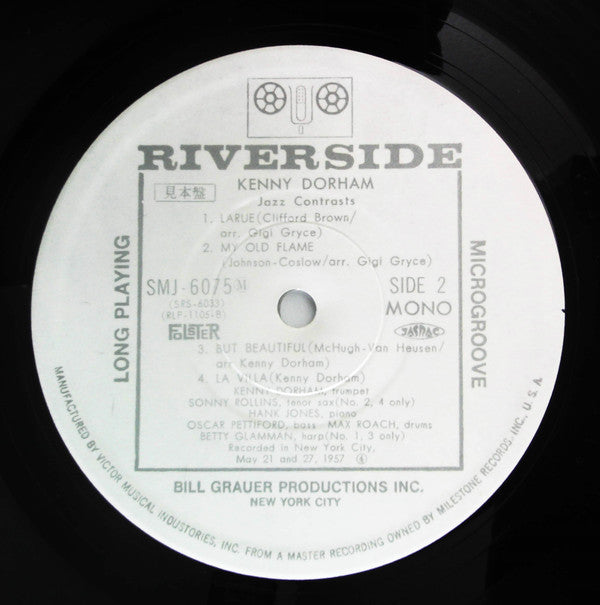 RIVERSIDE
KENNY DORHAM
見本盤
Jazz Contrasts
1. LARUE(Clifford Brown/
arr. Gigi Gryce)
2. MY OLD FLAME
(Johnson-Coslow/arr. Gigi Gryce)
SMJ-6075 M
SIDE 2
(SRS-6033)
(RLP-1105-B)
MONO
POLSTER
JASRAC
3. BUT BEAUTIFUL(McHugh-Van Heusen/
arr. Kenny Dorham)
4. LA VILLA(Kenny Dorham)
KENNY DORHAM, trumpet
SONNY ROLLINS, tenor sax(No. 2, 4 only)
HANK JONES, piano
OSCAR PETTIFORD, bass MAX ROACH, drums
BETTY GLAMMAN, harp(No. 1, 3 only)
Recorded in New York City,
May 21 and 27, 1957
LONG PLAYING
MICROGROOVE
BILL GRAUER PRODUCTIONS INC.
NEW YORK CITY
MANUFACTURED BY VICTOR MUSICAL INDUSTORIES, INC. FROM A MASTER RECORDING OWNED BY MILESTONE RECORDS, INC., U.S.A.